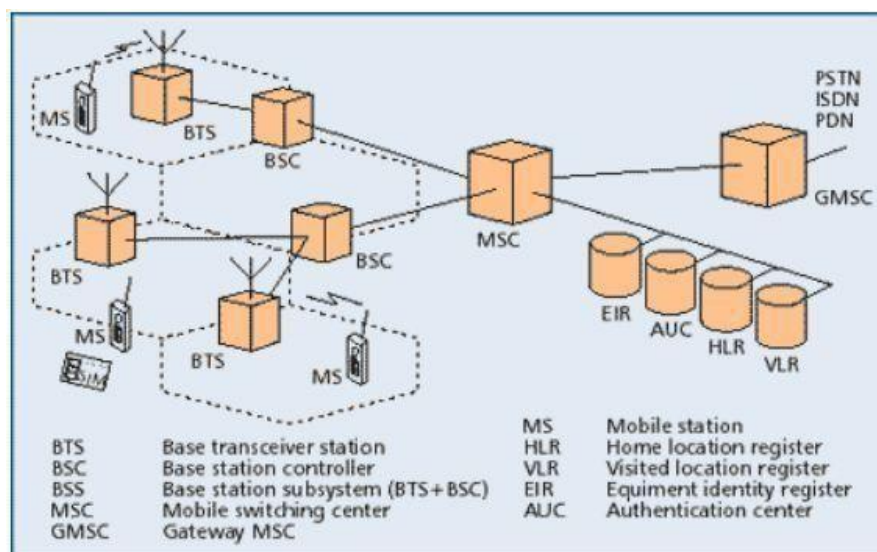 PSTN
ISDN
PDN
MS
BTS
BSC
GMSC
MSC
BTS
BSC
MS
SIM
BTS
MS
EIR
AUC
HLR
VLR
BTS Base transceiver station
BSC Base station controller
BSS Base station subsystem (BTS+BSC)
MSC Mobile switching center
GMSC Gateway MSC
MS Mobile station
HLR Home location register
VLR Visited location register
EIR Equiment identity register
AUC Authentication center